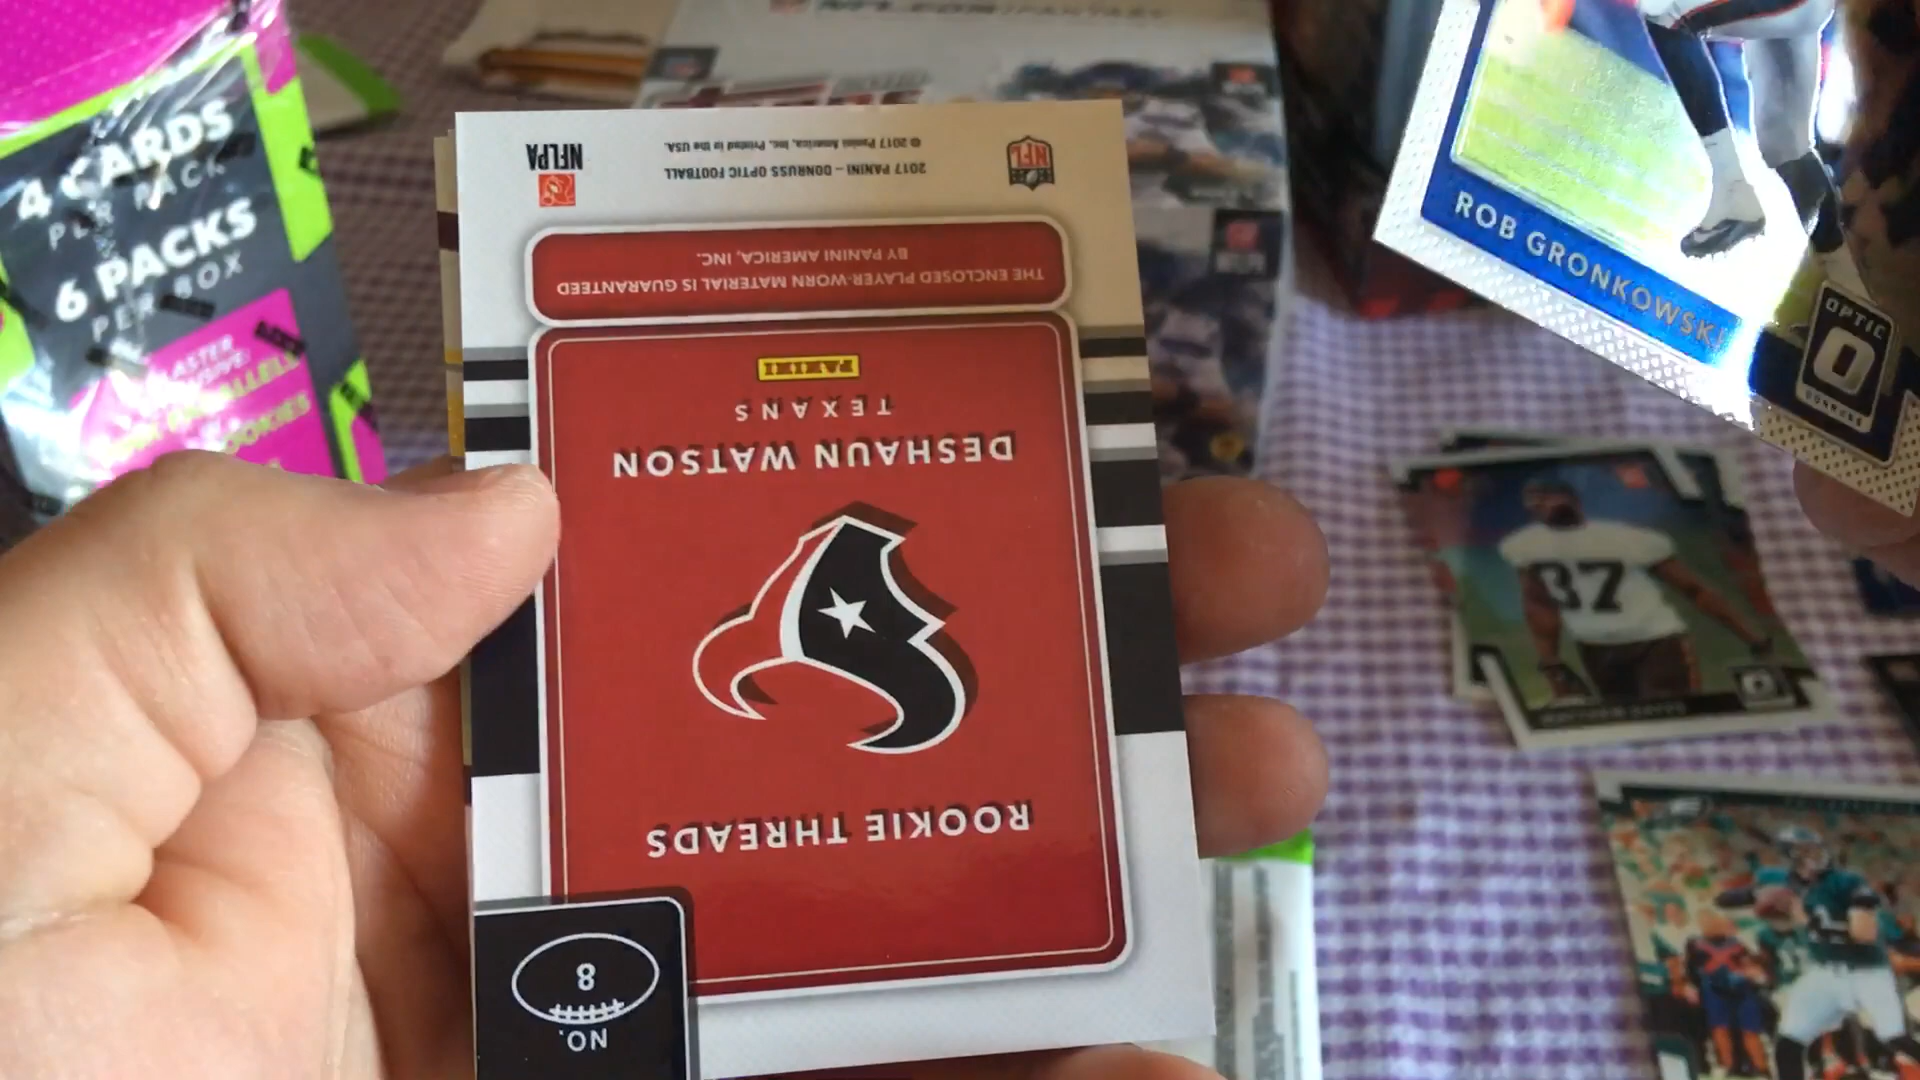 4 CARDS
PER PACK
6 PACKS
PER BOX
ROB GRONKOWSKI
OPTIC
DONRUSS
87
NO.
8
ROOKIE THREADS
DESHAUN WATSON
TEXANS
PANINI
THE ENCLOSED PLAYER-WORN MATERIAL IS GUARANTEED
BY PANINI AMERICA, INC.
NFL
2017 PANINI – DONRUSS OPTIC FOOTBALL
© 2017 Panini America, Inc. Printed in the USA.
NFLPA